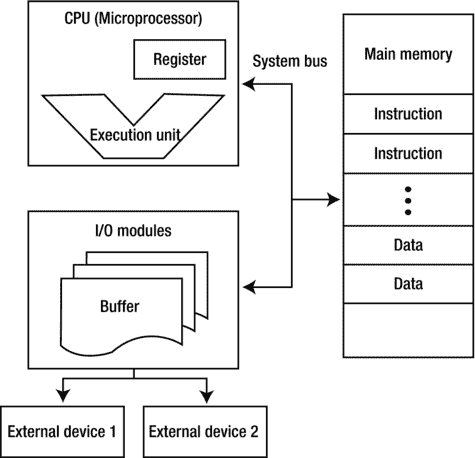 CPU (Microprocessor)
Register
Execution unit
System bus
Main memory
Instruction
Instruction
Data
Data
I/O modules
Buffer
External device 1
External device 2